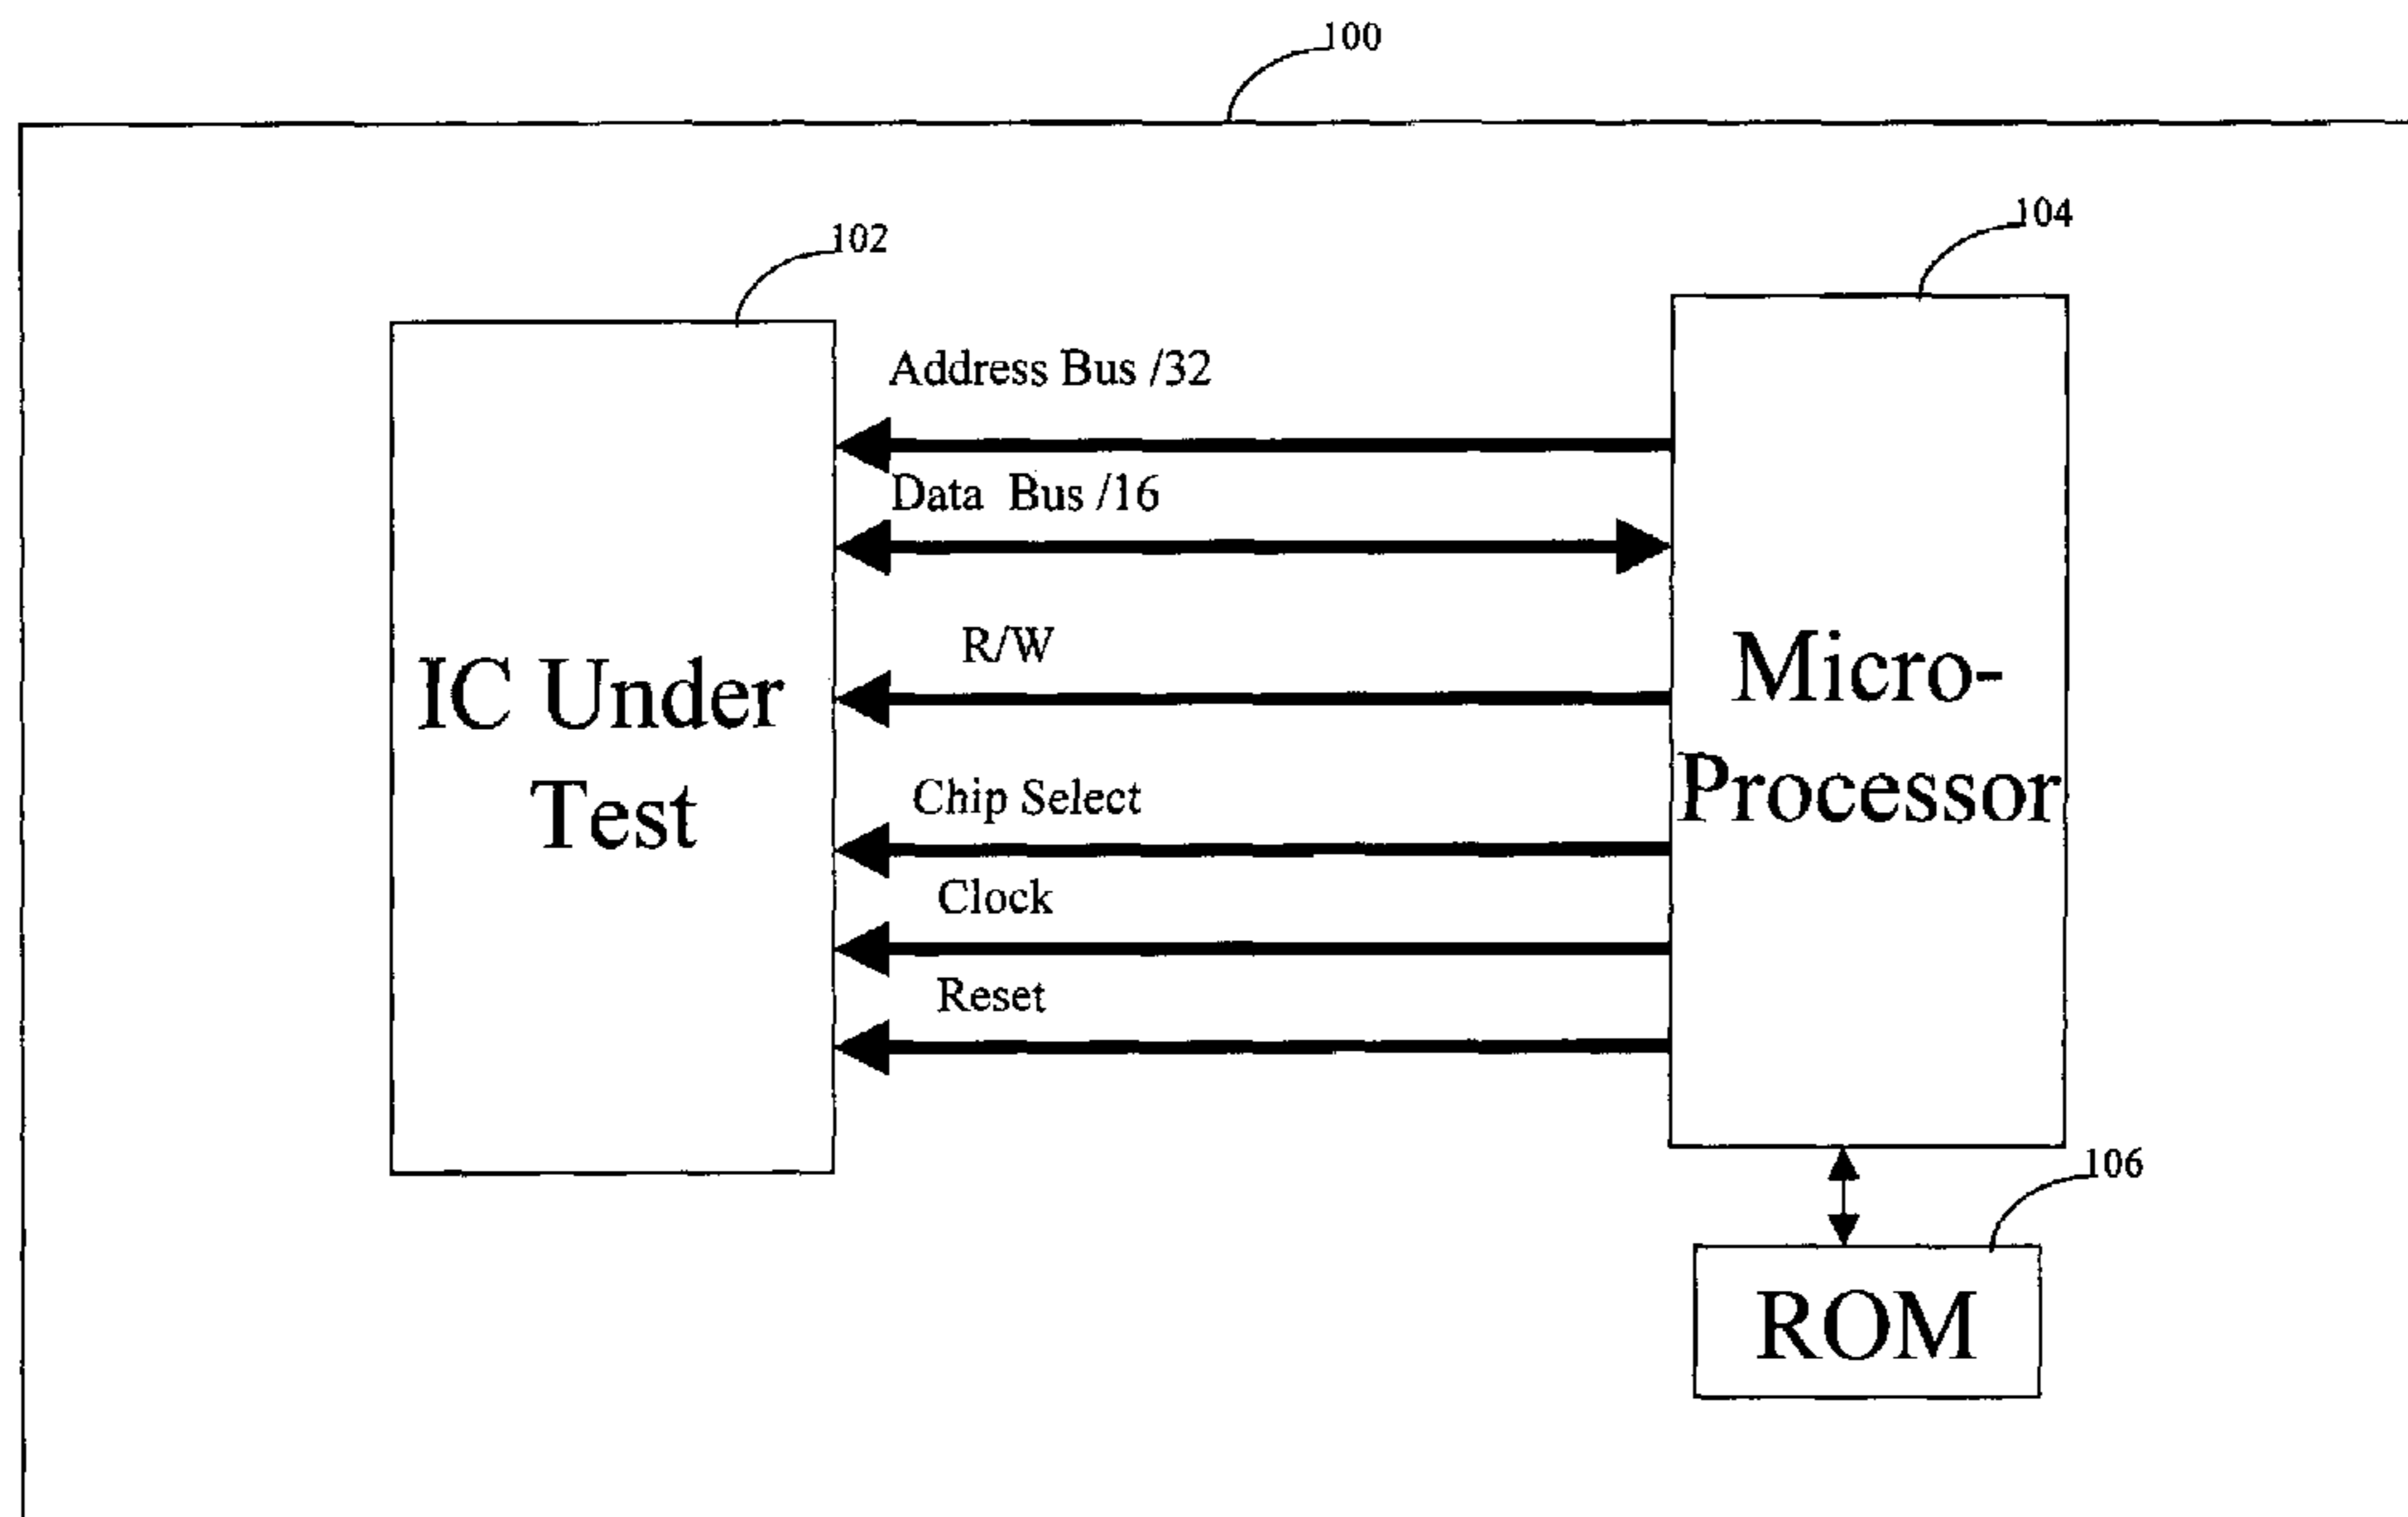 100
102
104
Address Bus /32
Data Bus /16
R/W
IC Under
Test
Micro-
Processor
Chip Select
Clock
Reset
106
ROM